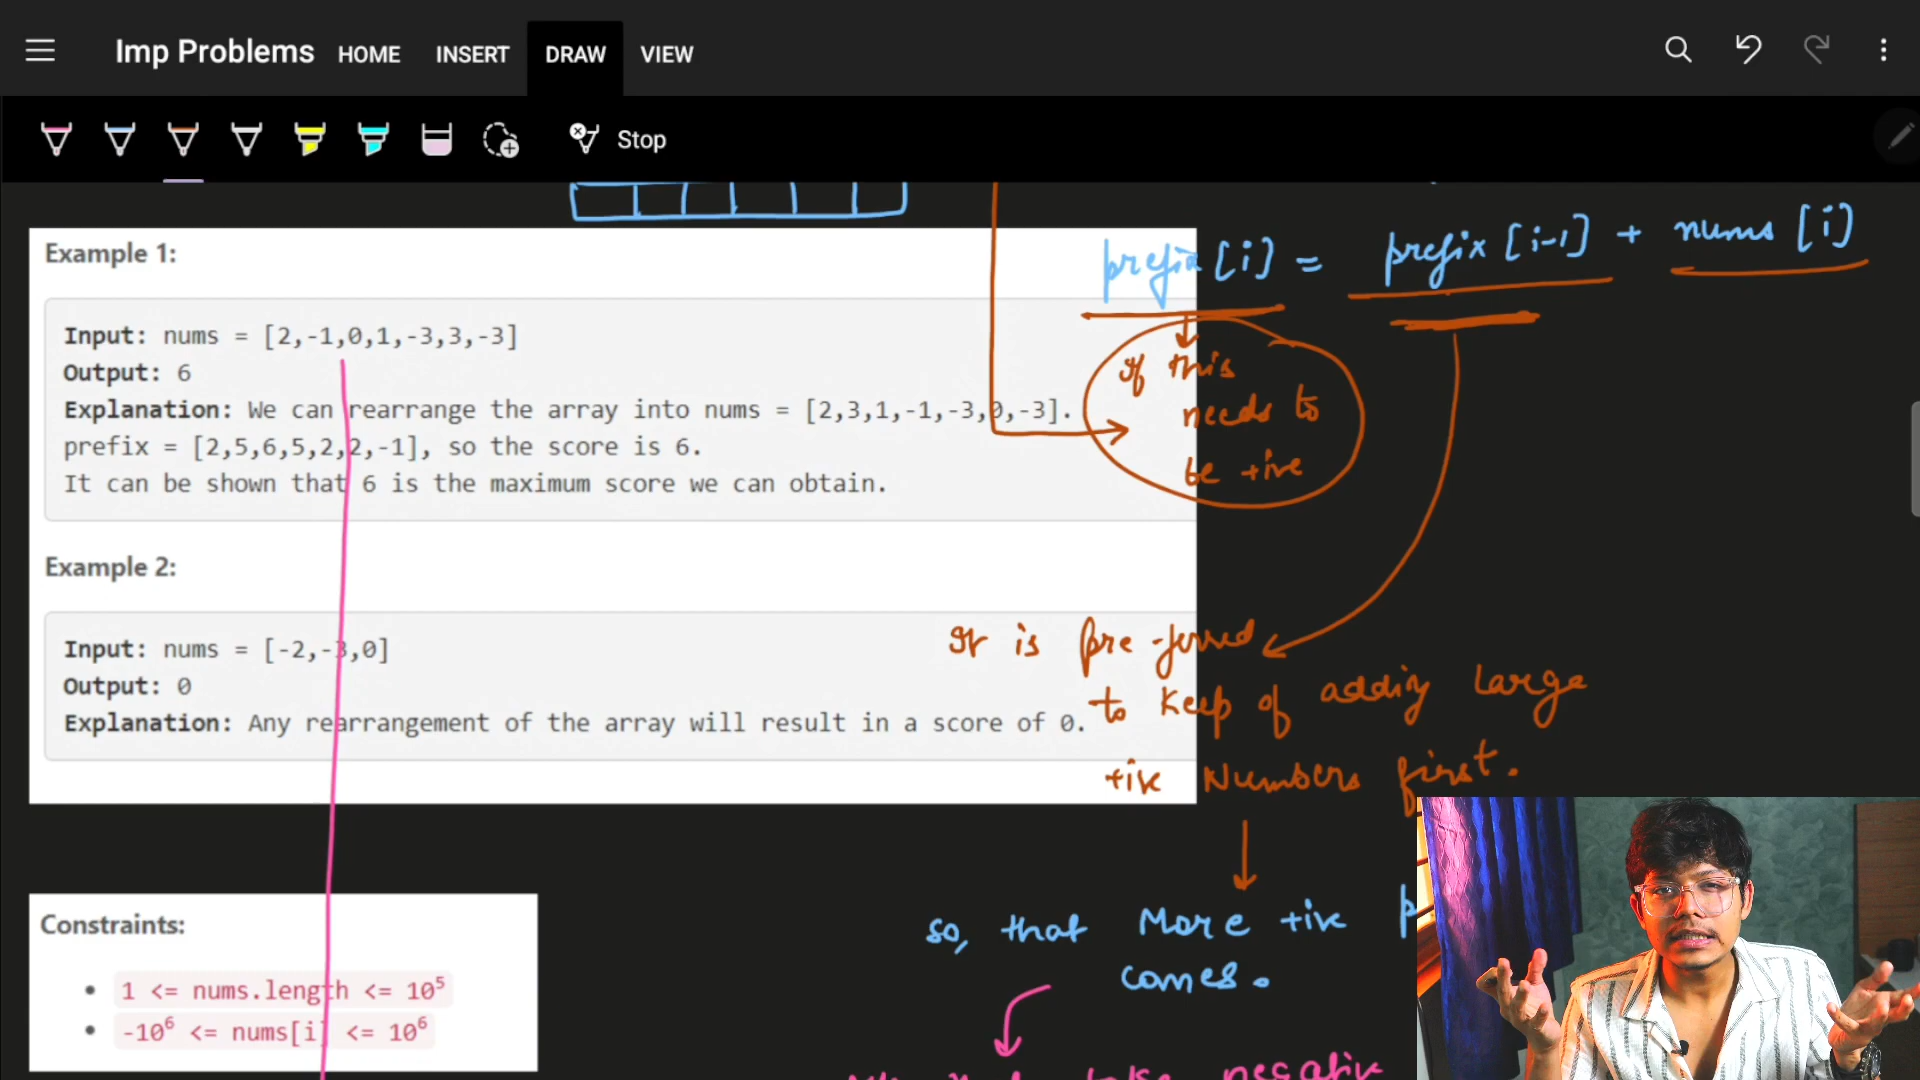 Imp Problems HOME INSERT DRAW VIEW
Stop
prefix[i] = prefix[i-1] + nums[i]
Example 1:
Input: nums = [2,-1,0,1,-3,3,-3]
Output: 6
Explanation: We can rearrange the array into nums = [2,3,1,-1,-3,0,-3].
prefix = [2,5,6,5,2,2,-1], so the score is 6.
It can be shown that 6 is the maximum score we can obtain.
If this
needs to
be +ive
Example 2:
Input: nums = [-2,-3,0]
Output: 0
Explanation: Any rearrangement of the array will result in a score of 0.
It is pre-ferred
to keep of adding large
+ive Numbers first.
so, that More +ive
comes.
Constraints:
1 <= nums.length <= 10⁵
-10⁶ <= nums[i] <= 10⁶
take negative